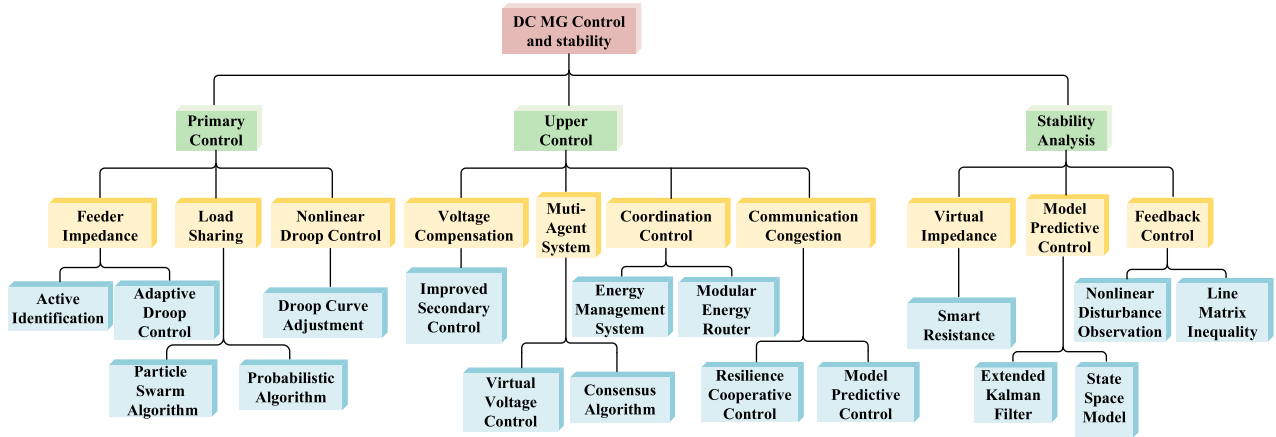 DC MG Control
and stability
Primary
Control
Upper
Control
Stability
Analysis
Feeder
Impedance
Load
Sharing
Nonlinear
Droop Control
Voltage
Compensation
Muti-
Agent
System
Coordination
Control
Communication
Congestion
Virtual
Impedance
Model
Predictive
Control
Feedback
Control
Active
Identification
Adaptive
Droop
Control
Droop Curve
Adjustment
Improved
Secondary
Control
Energy
Management
System
Modular
Energy
Router
Smart
Resistance
Nonlinear
Disturbance
Observation
Line
Matrix
Inequality
Particle
Swarm
Algorithm
Probabilistic
Algorithm
Virtual
Voltage
Control
Consensus
Algorithm
Resilience
Cooperative
Control
Model
Predictive
Control
Extended
Kalman
Filter
State
Space
Model